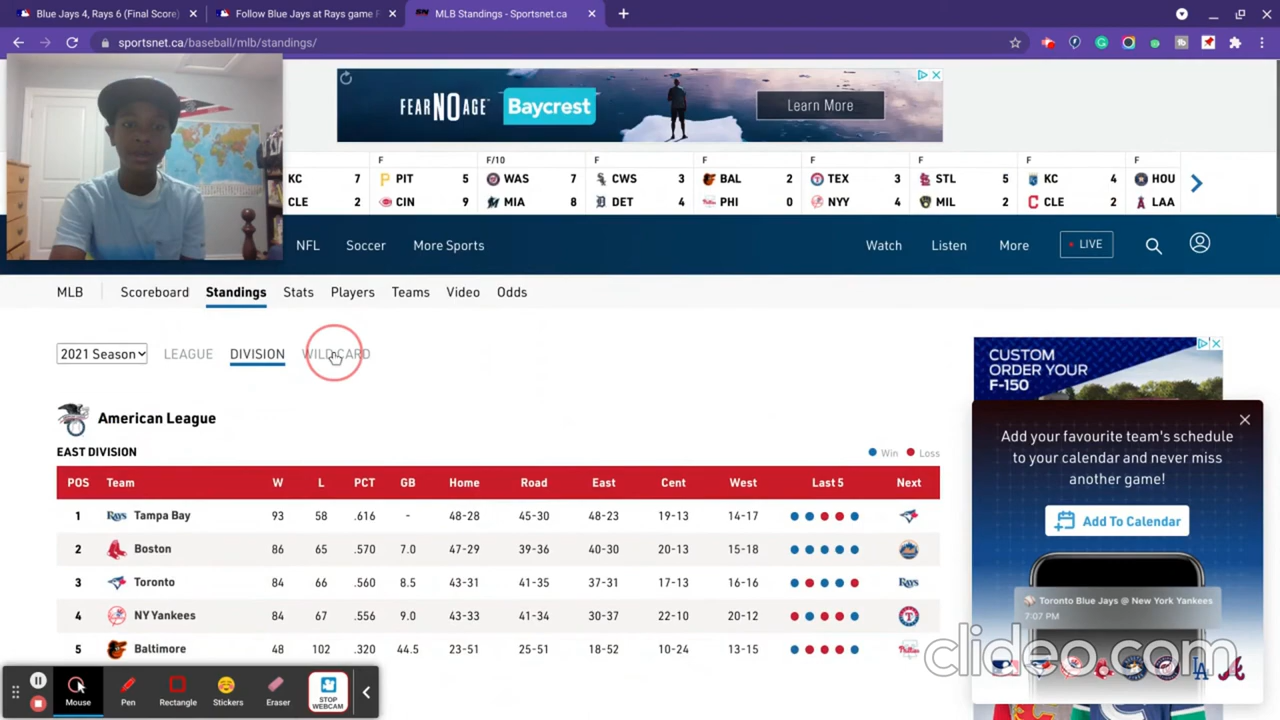 Blue Jays 4, Rays 6 (Final Score) Follow Blue Jays at Rays game MLB Standings - Sportsnet.ca
sportsnet.ca/baseball/mlb/standings/
FEAR NO AGE Baycrest Learn More
F F/10 F F F F F F
KC 7 PIT 5 WAS 7 CWS 3 BAL 2 TEX 3 STL 5 KC 4 HOU
CLE 2 CIN 9 MIA 8 DET 4 PHI 0 NYY 4 MIL 2 CLE 2 LAA
NFL Soccer More Sports Watch Listen More LIVE
MLB Scoreboard Standings Stats Players Teams Video Odds
2021 Season LEAGUE DIVISION WILDCARD
CUSTOM
ORDER YOUR
F-150
American League
EAST DIVISION Win Loss
POS Team W L PCT GB Home Road East Cent West Last 5 Next
1 Rays Tampa Bay 93 58 .616 - 48-28 45-30 48-23 19-13 14-17
2 Boston 86 65 .570 7.0 47-29 39-36 40-30 20-13 15-18
3 Toronto 84 66 .560 8.5 43-31 41-35 37-31 17-13 16-16 Rays
4 NY Yankees 84 67 .556 9.0 43-33 41-34 30-37 22-10 20-12
5 Baltimore 48 102 .320 44.5 23-51 25-51 18-52 10-24 13-15 Phillies
Add your favourite team's schedule
to your calendar and never miss
another game!
Add To Calendar
Toronto Blue Jays @ New York Yankees
7:07 PM
clideo.com
Mouse Pen Rectangle Stickers Eraser STOP
WEBCAM